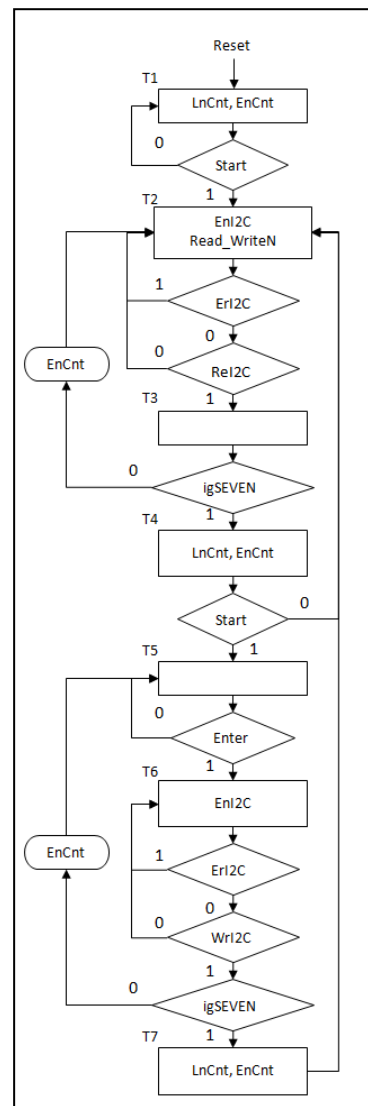 Reset
T1
LnCnt, EnCnt
0
Start
1
T2
EnI2C
Read_WriteN
1
ErI2C
0
EnCnt
0
ReI2C
T3
1
0
igSEVEN
1
T4
LnCnt, EnCnt
0
Start
1
T5
0
Enter
1
T6
EnI2C
EnCnt
1
ErI2C
0
0
WrI2C
1
0
igSEVEN
1
T7
LnCnt, EnCnt